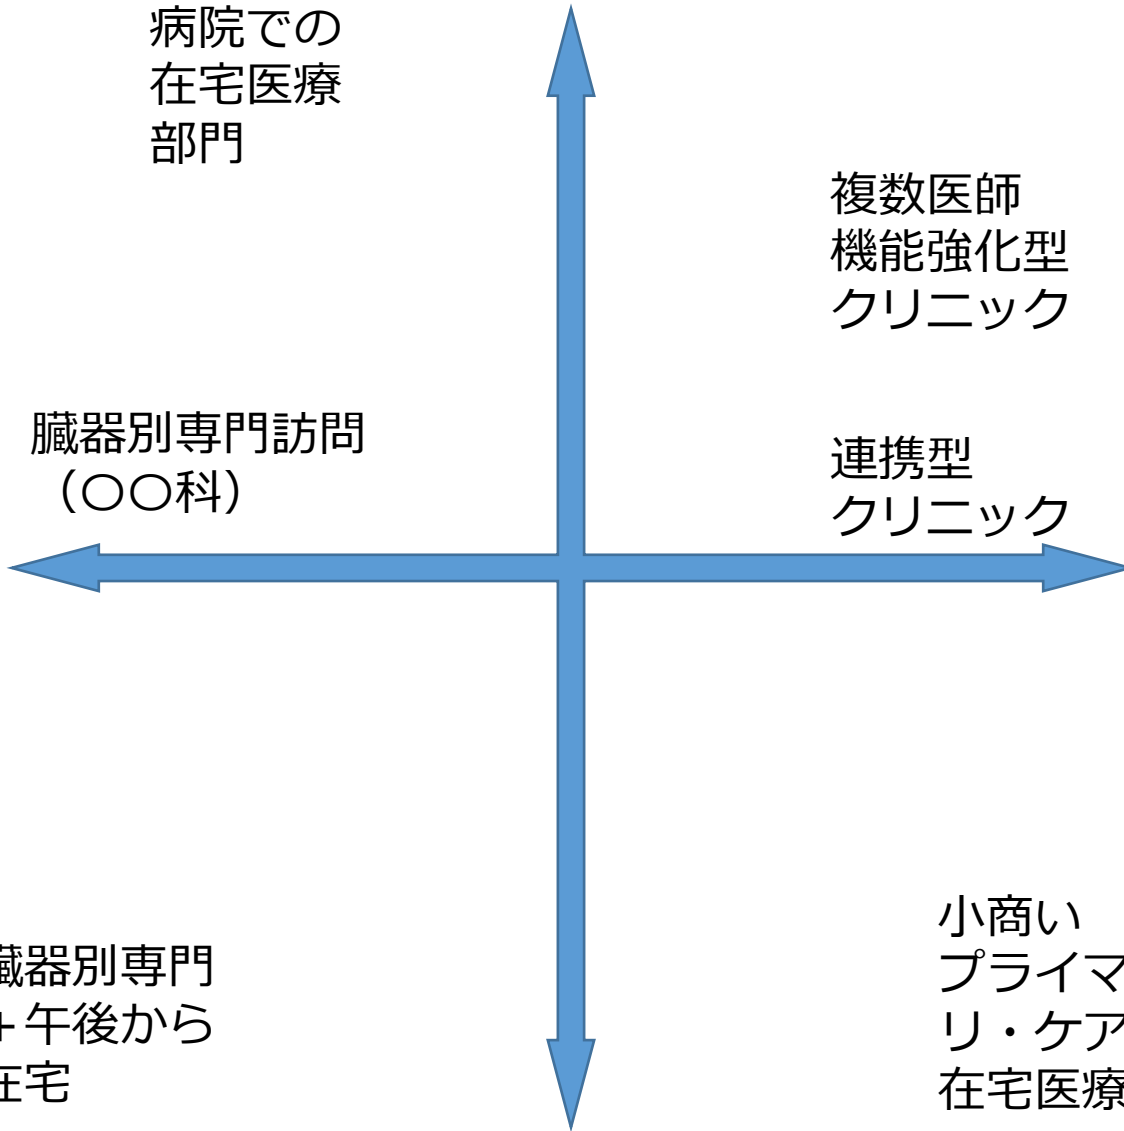 病院での
在宅医療
部門
複数医師
機能強化型
クリニック
臓器別専門訪問
（〇〇科）
連携型
クリニック
臓器別専門
＋午後から
在宅
小商い
プライマ
リ・ケア
在宅医療